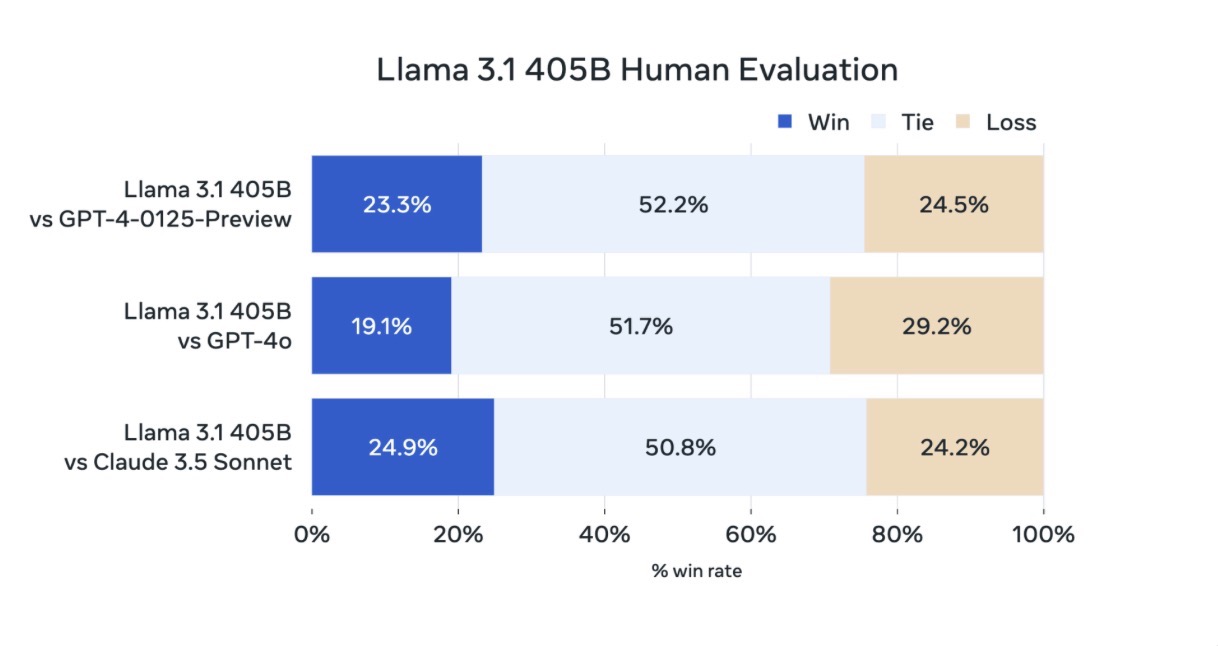 Llama 3.1 405B Human Evaluation
Win Tie Loss
Llama 3.1 405B
vs GPT-4-0125-Preview
23.3% 52.2% 24.5%
Llama 3.1 405B
vs GPT-4o
19.1% 51.7% 29.2%
Llama 3.1 405B
vs Claude 3.5 Sonnet
24.9% 50.8% 24.2%
0% 20% 40% 60% 80% 100%
% win rate